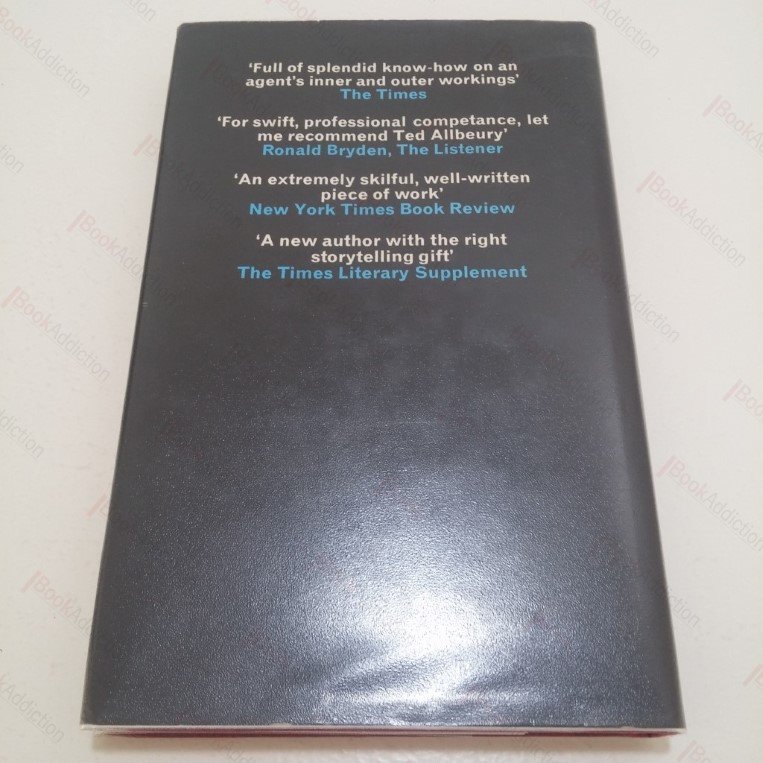 ‘Full of splendid know-how on an
agent's inner and outer workings’
The Times
‘For swift, professional competance, let
me recommend Ted Allbeury’
Ronald Bryden, The Listener
‘An extremely skilful, well-written
piece of work’
New York Times Book Review
‘A new author with the right
storytelling gift’
The Times Literary Supplement
BookAddiction